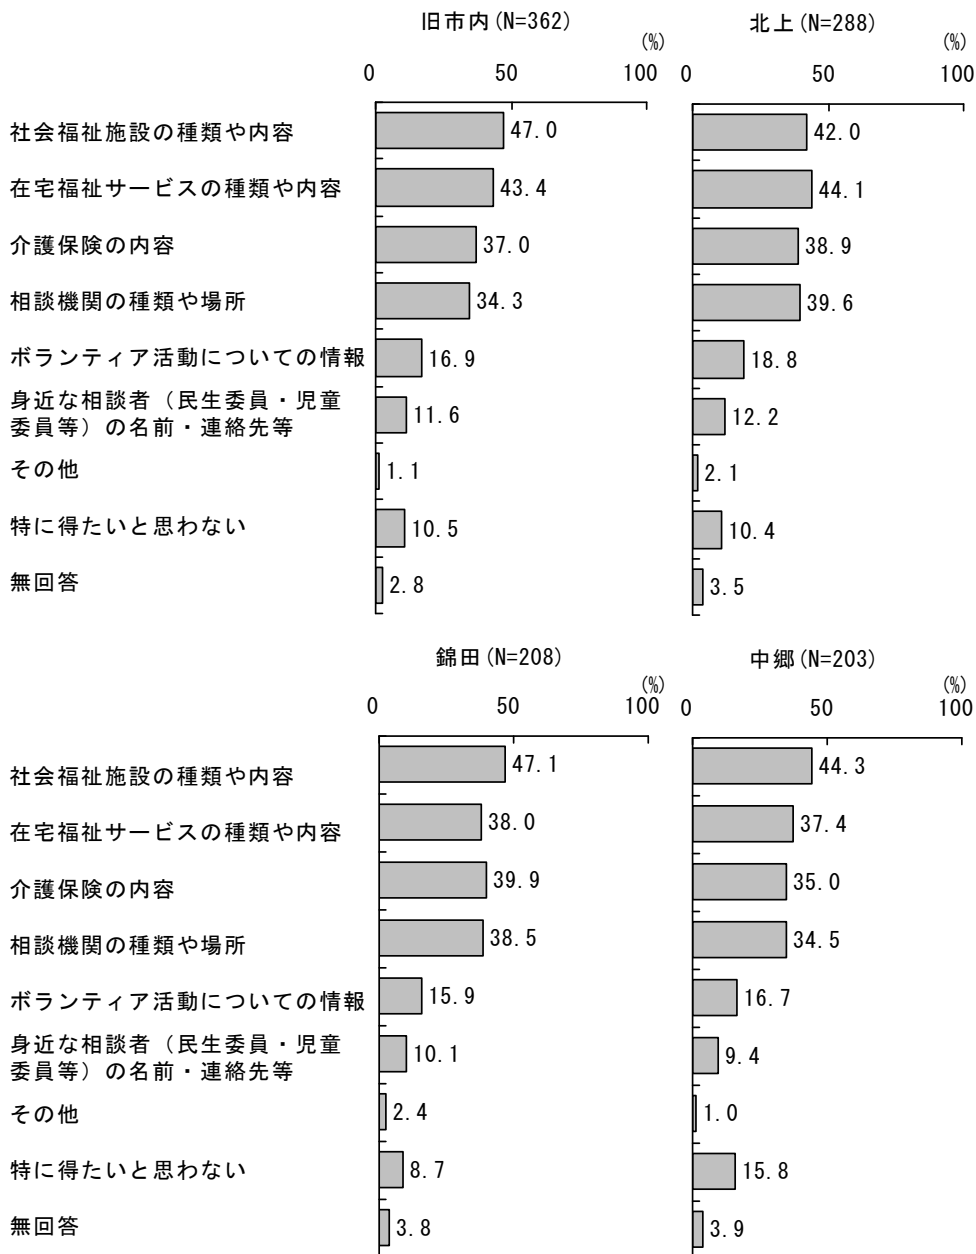 旧市内(N=362)
(%)
0 50 100
社会福祉施設の種類や内容 47.0
在宅福祉サービスの種類や内容 43.4
介護保険の内容 37.0
相談機関の種類や場所 34.3
ボランティア活動についての情報 16.9
身近な相談者（民生委員・児童
委員等）の名前・連絡先等 11.6
その他 1.1
特に得たいと思わない 10.5
無回答 2.8
北上(N=288)
(%)
0 50 100
42.0
44.1
38.9
39.6
18.8
12.2
2.1
10.4
3.5
錦田(N=208)
(%)
0 50 100
社会福祉施設の種類や内容 47.1
在宅福祉サービスの種類や内容 38.0
介護保険の内容 39.9
相談機関の種類や場所 38.5
ボランティア活動についての情報 15.9
身近な相談者（民生委員・児童
委員等）の名前・連絡先等 10.1
その他 2.4
特に得たいと思わない 8.7
無回答 3.8
中郷(N=203)
(%)
0 50 100
44.3
37.4
35.0
34.5
16.7
9.4
1.0
15.8
3.9